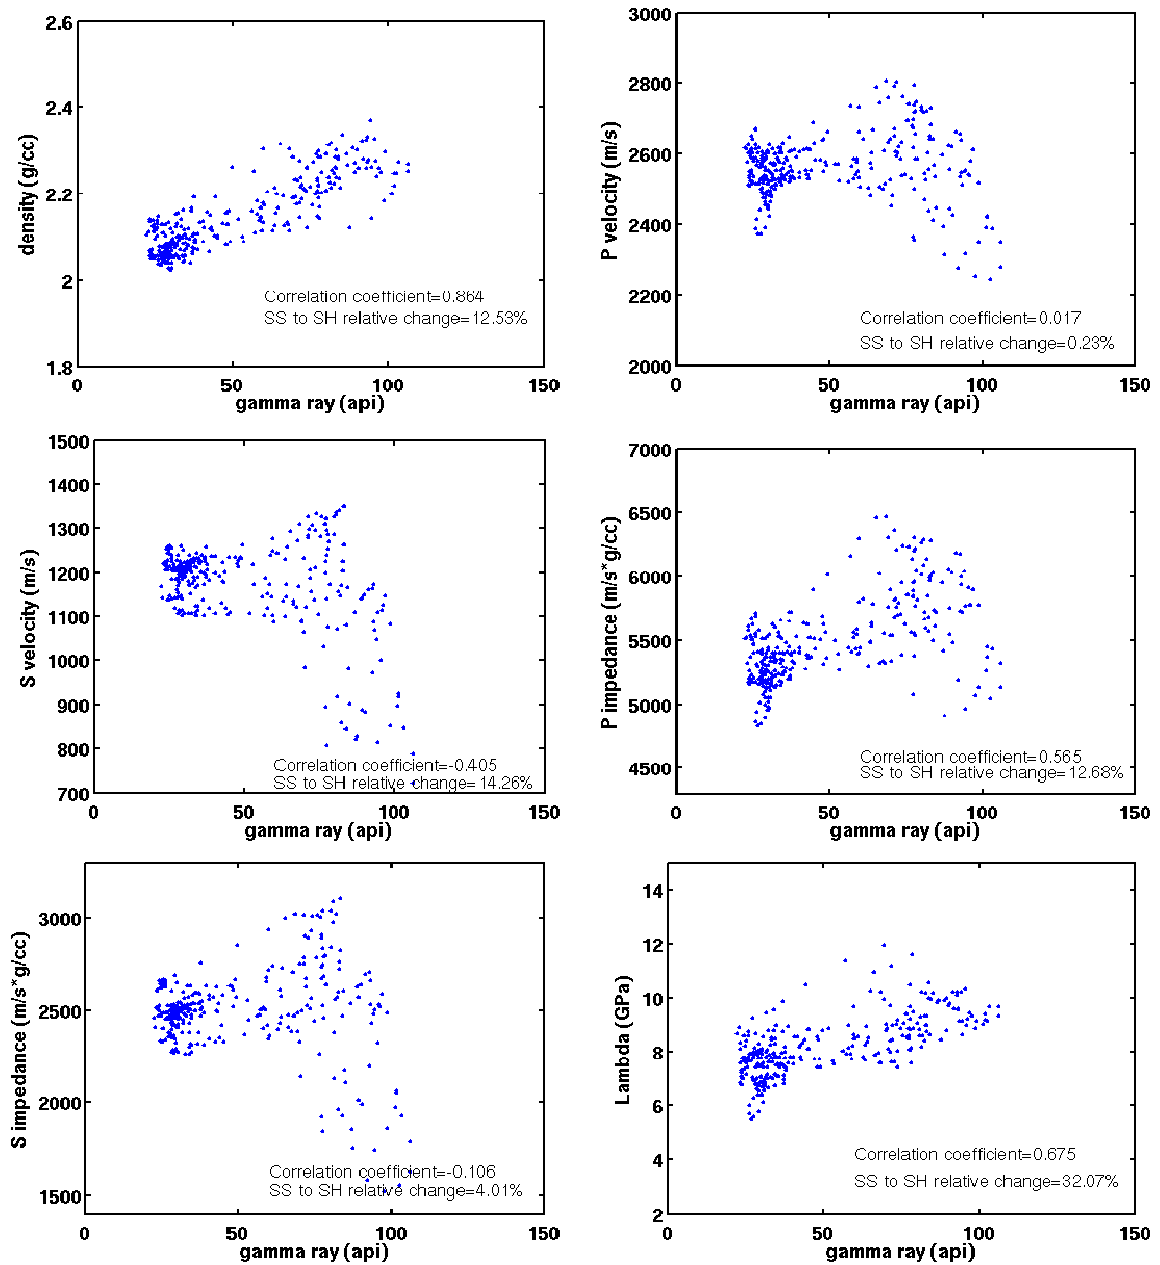 2.6
2.4
2.2
2
1.8
density (g/cc)
Correlation coefficient=0.864
SS to SH relative change=12.53%
0 50 100 150
gamma ray (api)
3000
2800
2600
2400
2200
2000
P velocity (m/s)
Correlation coefficient=0.017
SS to SH relative change=0.23%
0 50 100 150
gamma ray (api)
1500
1400
1300
1200
1100
1000
900
800
700
S velocity (m/s)
Correlation coefficient=-0.405
SS to SH relative change=14.26%
0 50 100 150
gamma ray (api)
7000
6500
6000
5500
5000
4500
P impedance (m/s*g/cc)
Correlation coefficient=0.565
SS to SH relative change=12.68%
0 50 100 150
gamma ray (api)
3000
2500
2000
1500
S impedance (m/s*g/cc)
Correlation coefficient=-0.106
SS to SH relative change=4.01%
0 50 100 150
gamma ray (api)
14
12
10
8
6
4
2
Lambda (GPa)
Correlation coefficient=0.675
SS to SH relative change=32.07%
0 50 100 150
gamma ray (api)